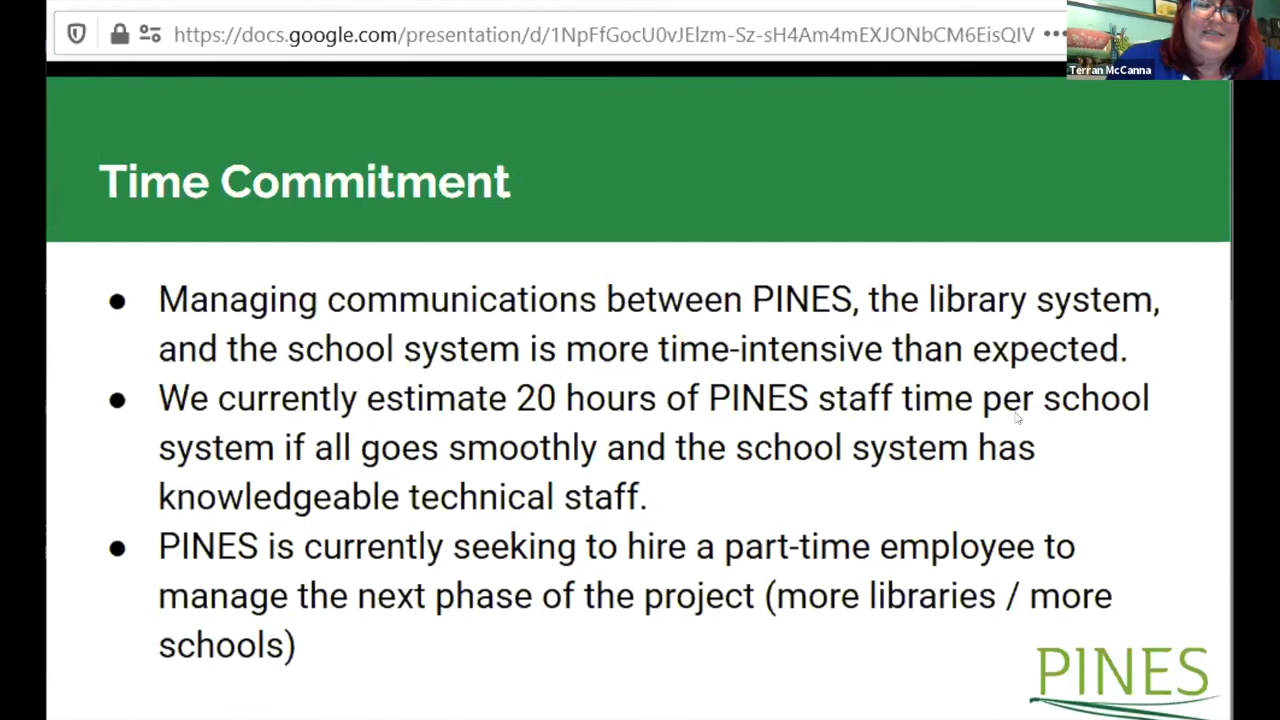 https://docs.google.com/presentation/d/1NpFfGocU0vJElzm-Sz-sH4Am4mEXJONbCM6EisQIV
Terran McCanna
Time Commitment
● Managing communications between PINES, the library system,
and the school system is more time-intensive than expected.
● We currently estimate 20 hours of PINES staff time per school
system if all goes smoothly and the school system has
knowledgeable technical staff.
● PINES is currently seeking to hire a part-time employee to
manage the next phase of the project (more libraries / more
schools)
PINES